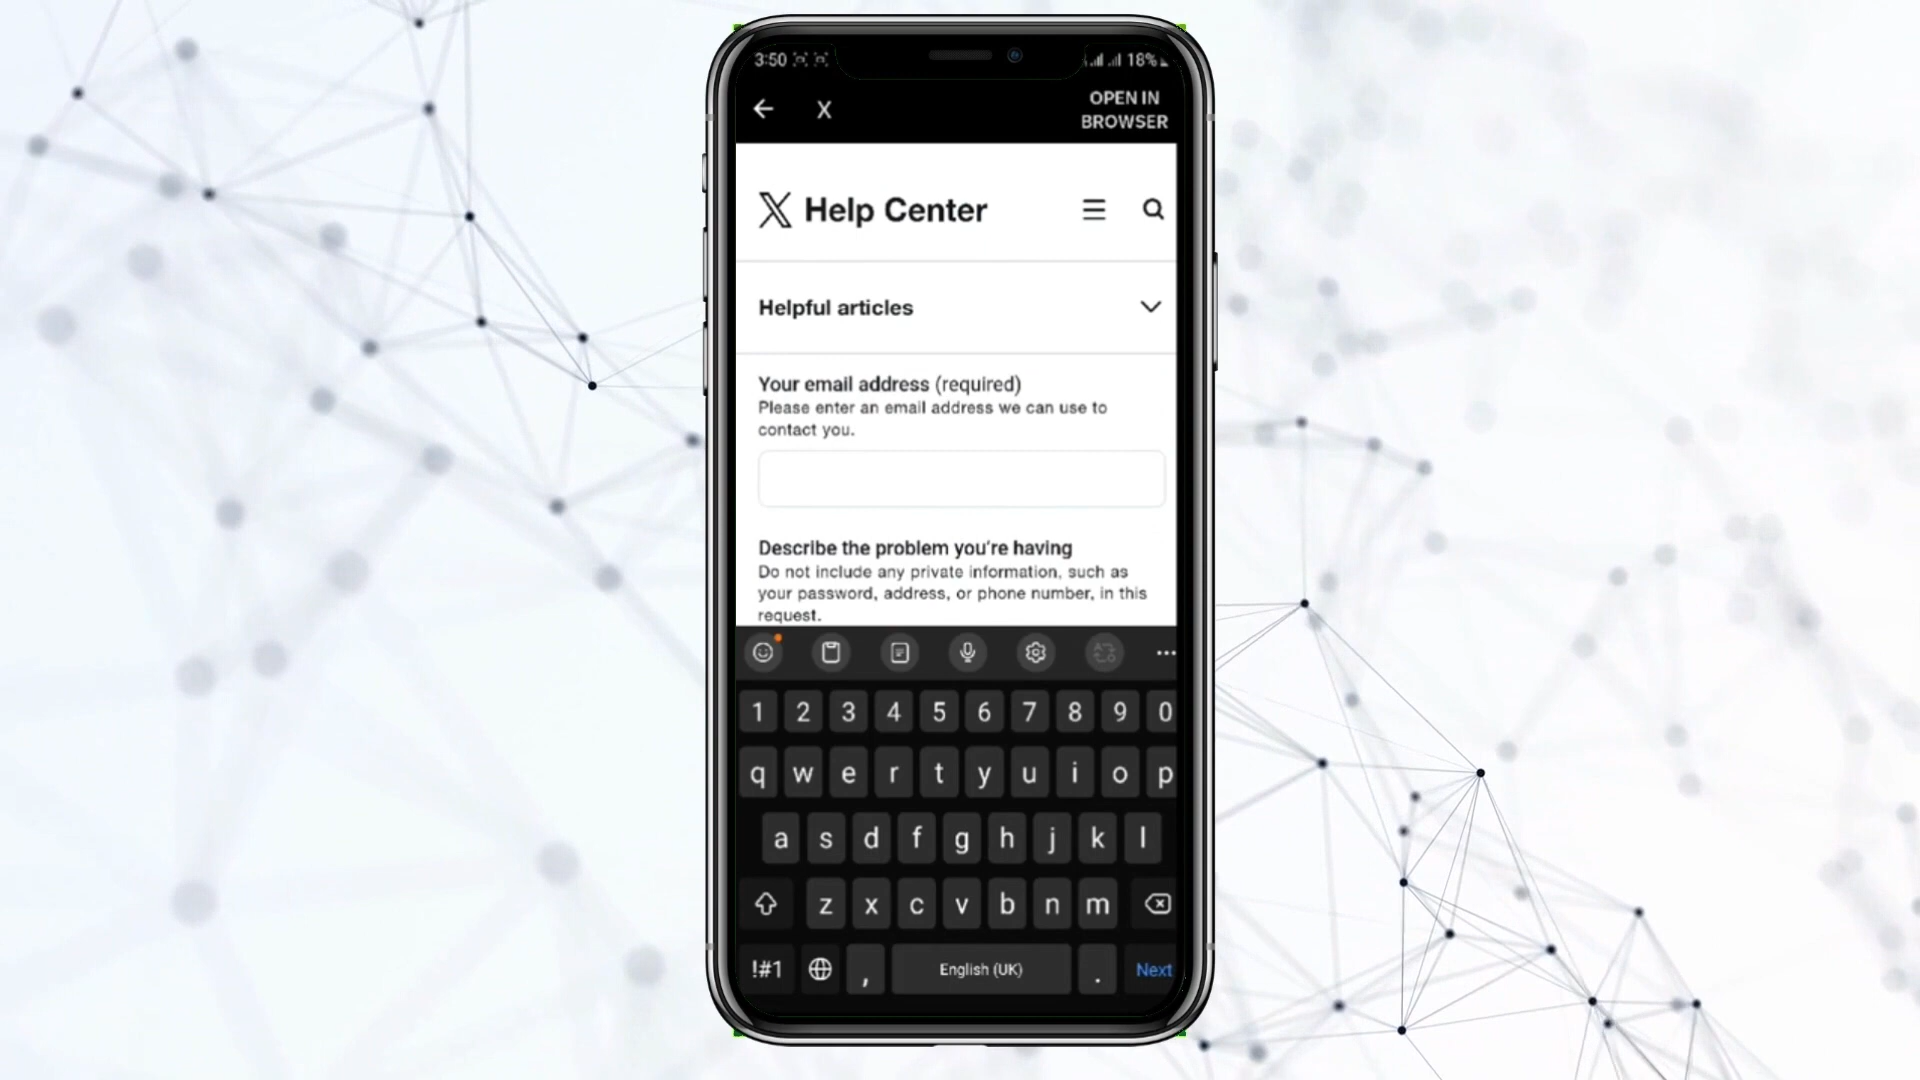 3:50 18%
X OPEN IN
BROWSER
X Help Center
Helpful articles
Your email address (required)
Please enter an email address we can use to
contact you.
Describe the problem you're having
Do not include any private information, such as
your password, address, or phone number, in this
request.
1 2 3 4 5 6 7 8 9 0
q w e r t y u i o p
a s d f g h j k l
z x c v b n m
!#1 , English (UK) . Next